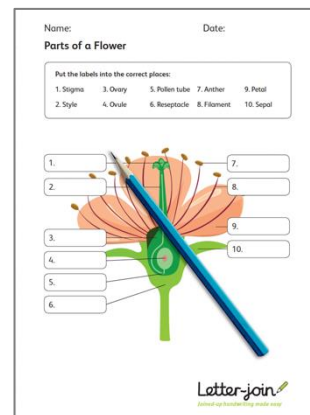 Name: Date:
Parts of a Flower
Put the labels into the correct places:
1. Stigma 3. Ovary 5. Pollen tube 7. Anther 9. Petal
2. Style 4. Ovule 6. Reseptacle 8. Filament 10. Sepal
1. 7.
2. 8.
3. 9.
4. 10.
5.
6.
Letter-join
Joined up handwriting made easy